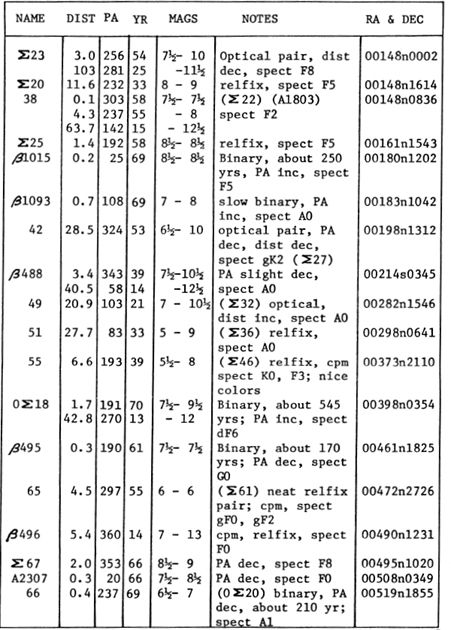 NAME DIST PA YR MAGS NOTES RA & DEC
Σ23 3.0 256 54 7½- 10 Optical pair, dist 00148n0002
103 281 25 -11½ dec, spect F8
Σ20 11.6 232 33 8 - 9 relfix, spect F5 00148n1614
38 0.1 303 58 7½- 7½ (Σ22) (A1803) 00148n0836
4.3 237 55 - 8 spect F2
63.7 142 15 - 12½
Σ25 1.4 192 58 8½- 8½ relfix, spect F5 00161n1543
β1015 0.2 25 69 8½- 8½ Binary, about 250 00180n1202
yrs, PA inc, spect
F5
β1093 0.7 108 69 7 - 8 slow binary, PA 00183n1042
inc, spect A0
42 28.5 324 53 6½- 10 optical pair, PA 00198n1312
dec, dist dec,
spect gK2 (Σ27)
β488 3.4 343 39 7½-10½ PA slight dec, 00214s0345
40.5 58 14 -12½ spect A0
49 20.9 103 21 7 - 10½ (Σ32) optical, 00282n1546
dist inc, spect A0
51 27.7 83 33 5 - 9 (Σ36) relfix, 00298n0641
spect A0
55 6.6 193 39 5½- 8 (Σ46) relfix, cpm 00373n2110
spect K0, F3; nice
colors
0Σ18 1.7 191 70 7½- 9½ Binary, about 545 00398n0354
42.8 270 13 - 12 yrs; PA inc, spect
dF6
β495 0.3 190 61 7½- 7½ Binary, about 170 00461n1825
yrs; PA dec, spect
G0
65 4.5 297 55 6 - 6 (Σ61) neat relfix 00472n2726
pair; cpm, spect
gF0, gF2
β496 5.4 360 14 7 - 13 cpm, relfix, spect 00490n1231
F0
Σ67 2.0 353 66 8½- 9 PA dec, spect F8 00495n1020
A2307 0.3 20 66 7½- 8½ PA dec, spect F0 00508n0349
66 0.4 237 69 6½- 7 (0Σ20) binary, PA 00519n1855
dec, about 210 yr;
spect A1